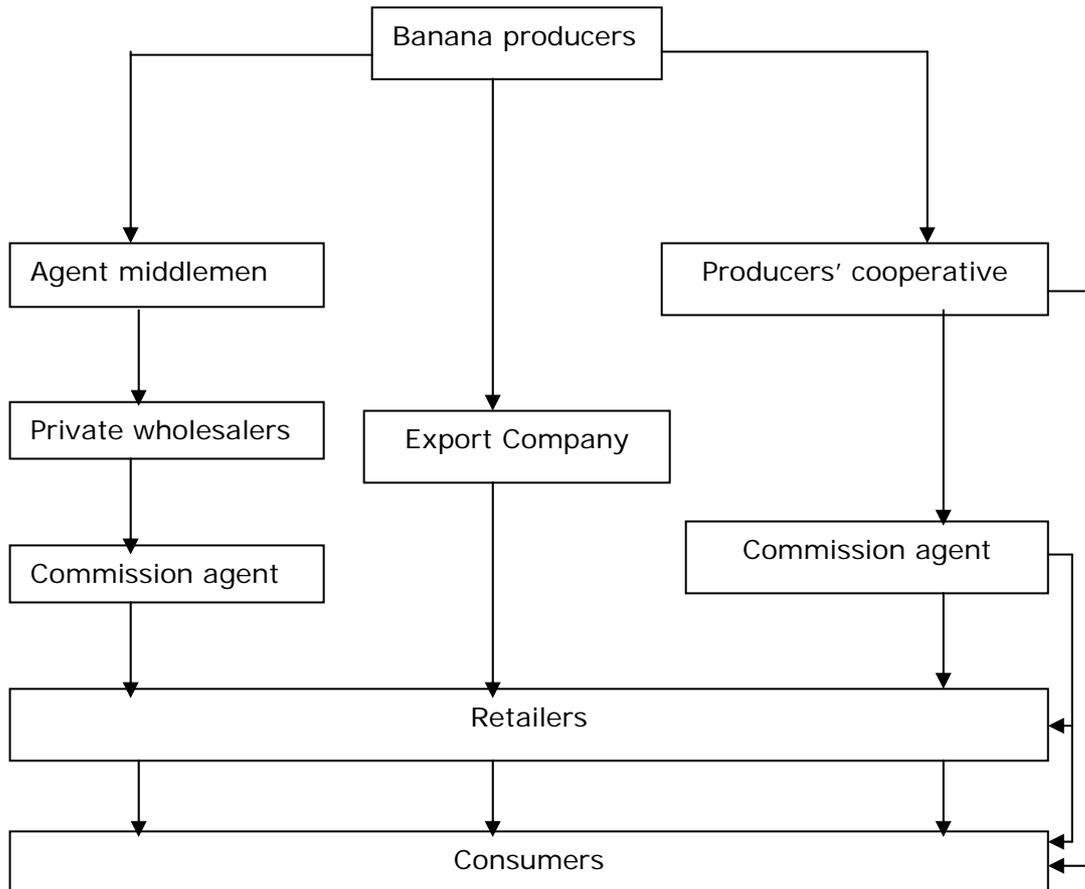 Banana producers
Agent middlemen
Producers’ cooperative
Private wholesalers
Export Company
Commission agent
Commission agent
Retailers
Consumers